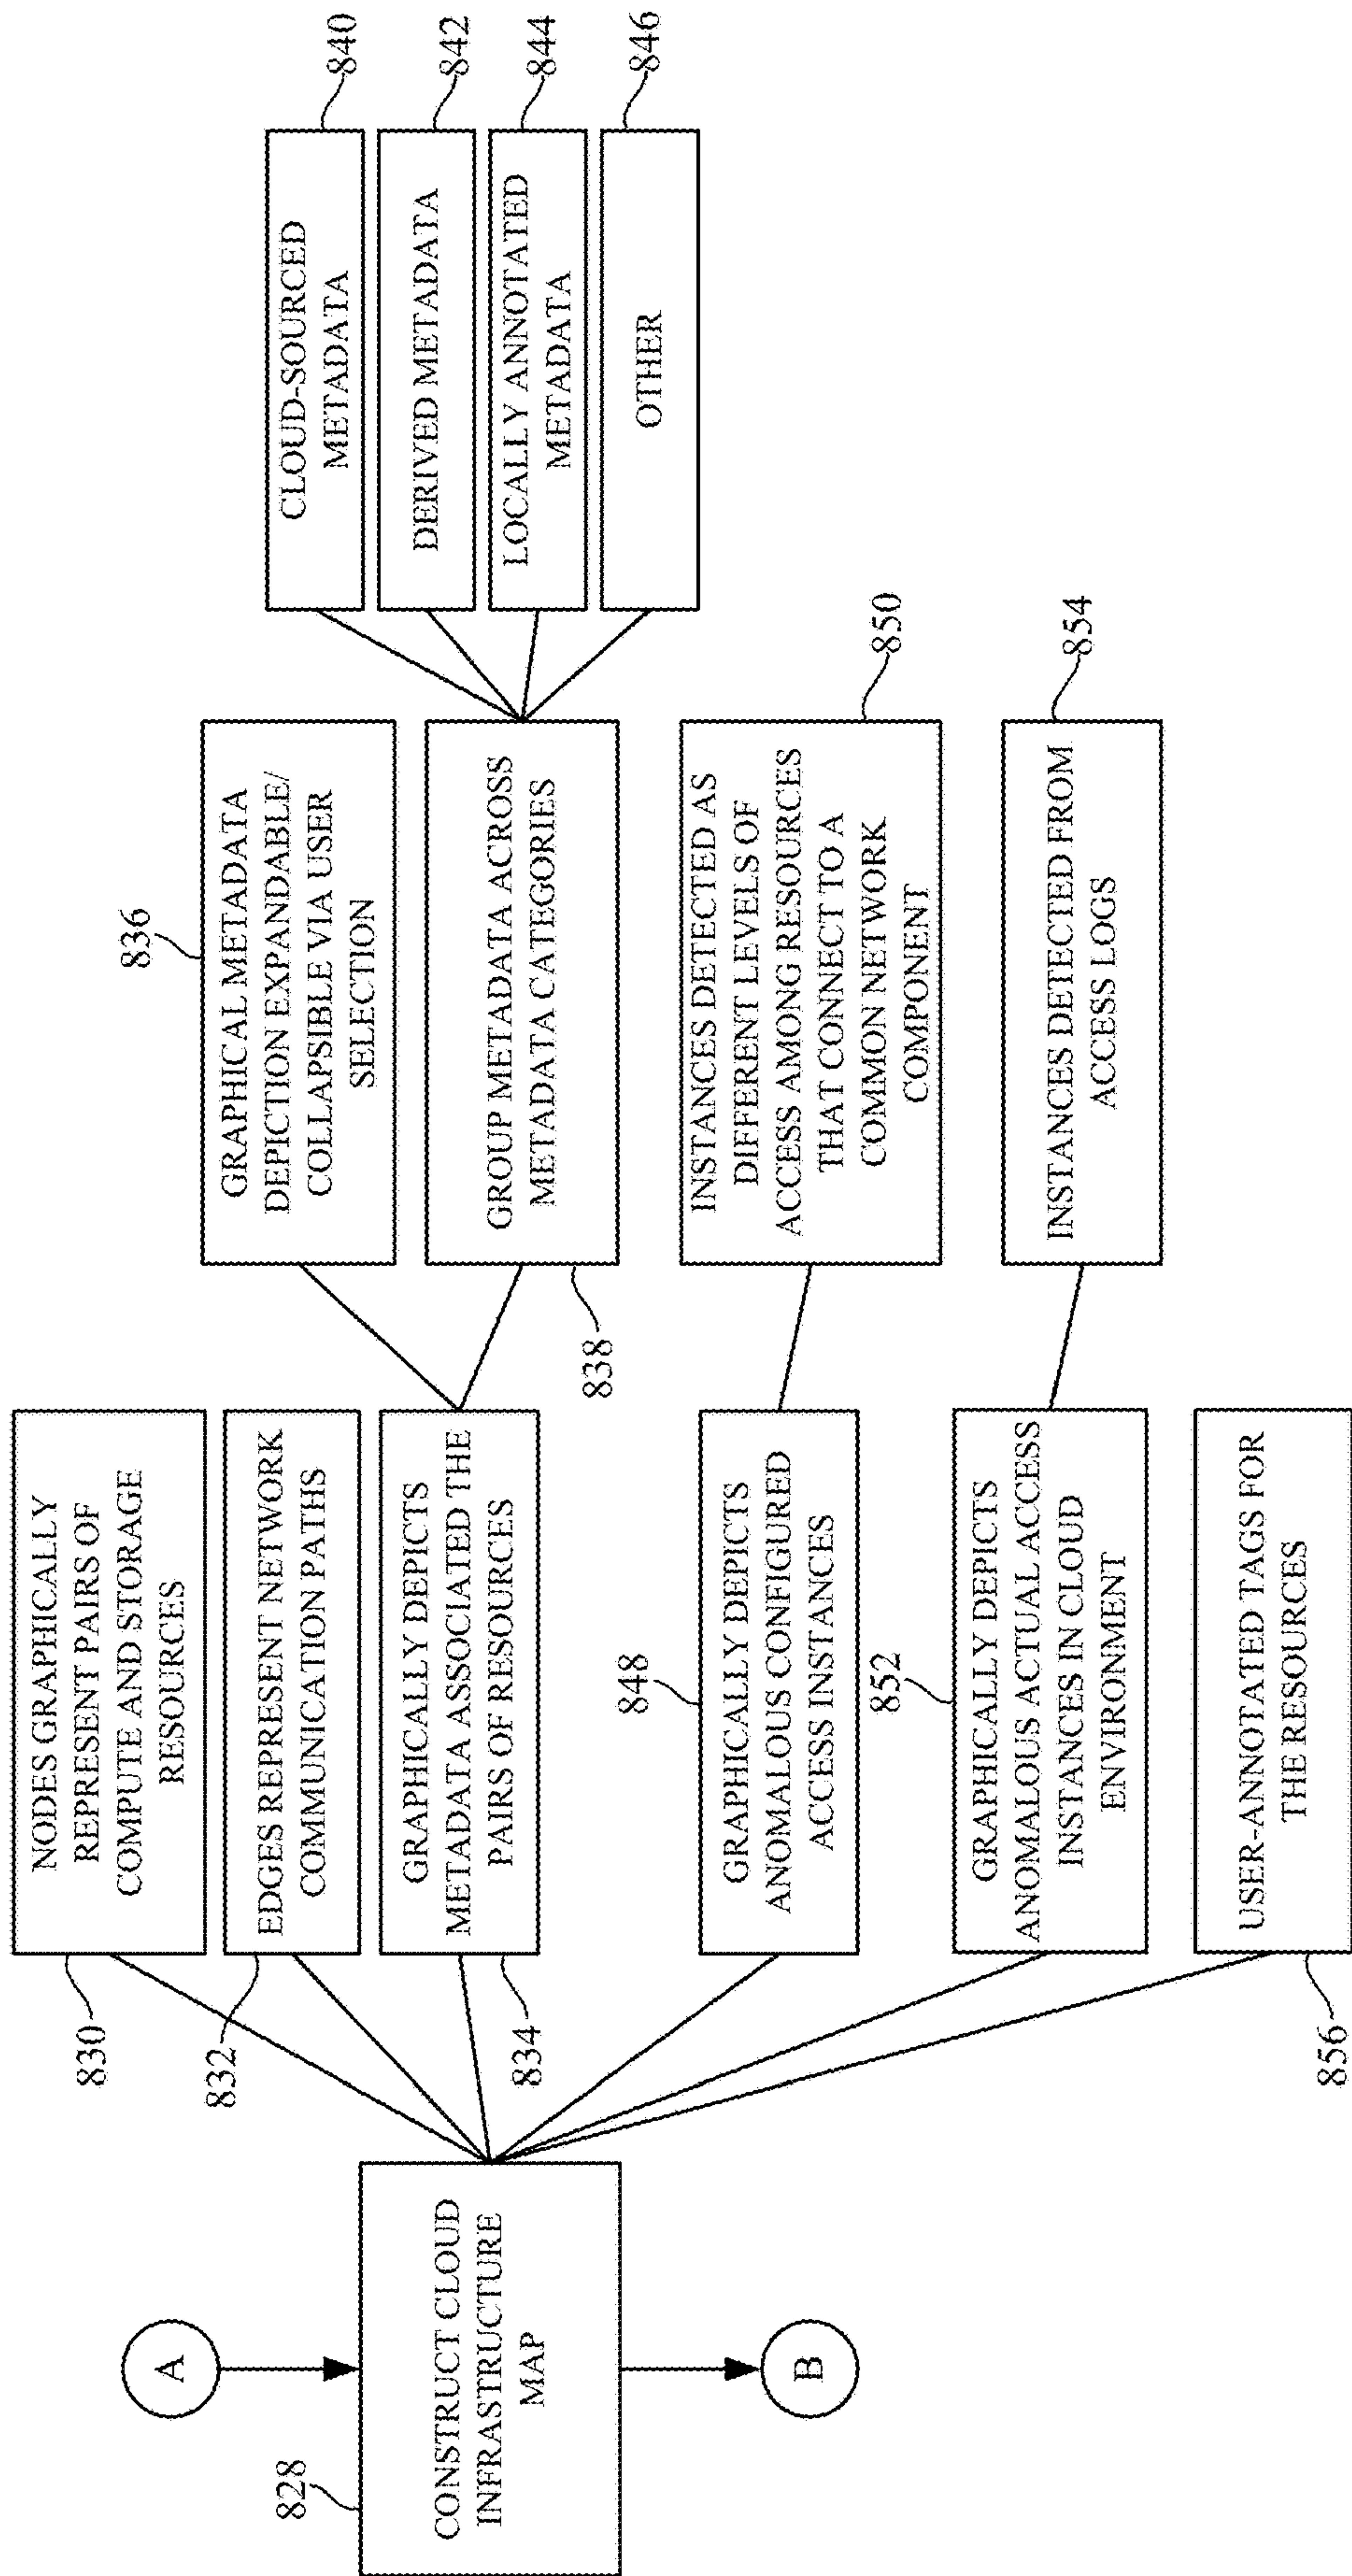 A
828
CONSTRUCT CLOUD
INFRASTRUCTURE
MAP
B
830
NODES GRAPHICALLY
REPRESENT PAIRS OF
COMPUTE AND STORAGE
RESOURCES
832
EDGES REPRESENT NETWORK
COMMUNICATION PATHS
834
GRAPHICALLY DEPICTS
METADATA ASSOCIATED THE
PAIRS OF RESOURCES
836
GRAPHICAL METADATA
DEPICTION EXPANDABLE/
COLLAPSIBLE VIA USER
SELECTION
838
GROUP METADATA ACROSS
METADATA CATEGORIES
CLOUD-SOURCED
METADATA
840
DERIVED METADATA
842
LOCALLY ANNOTATED
METADATA
844
OTHER
846
848
GRAPHICALLY DEPICTS
ANOMALOUS CONFIGURED
ACCESS INSTANCES
INSTANCES DETECTED AS
DIFFERENT LEVELS OF
ACCESS AMONG RESOURCES
THAT CONNECT TO A
COMMON NETWORK
COMPONENT
850
852
GRAPHICALLY DEPICTS
ANOMALOUS ACTUAL ACCESS
INSTANCES IN CLOUD
ENVIRONMENT
INSTANCES DETECTED FROM
ACCESS LOGS
854
USER-ANNOTATED TAGS FOR
THE RESOURCES
856